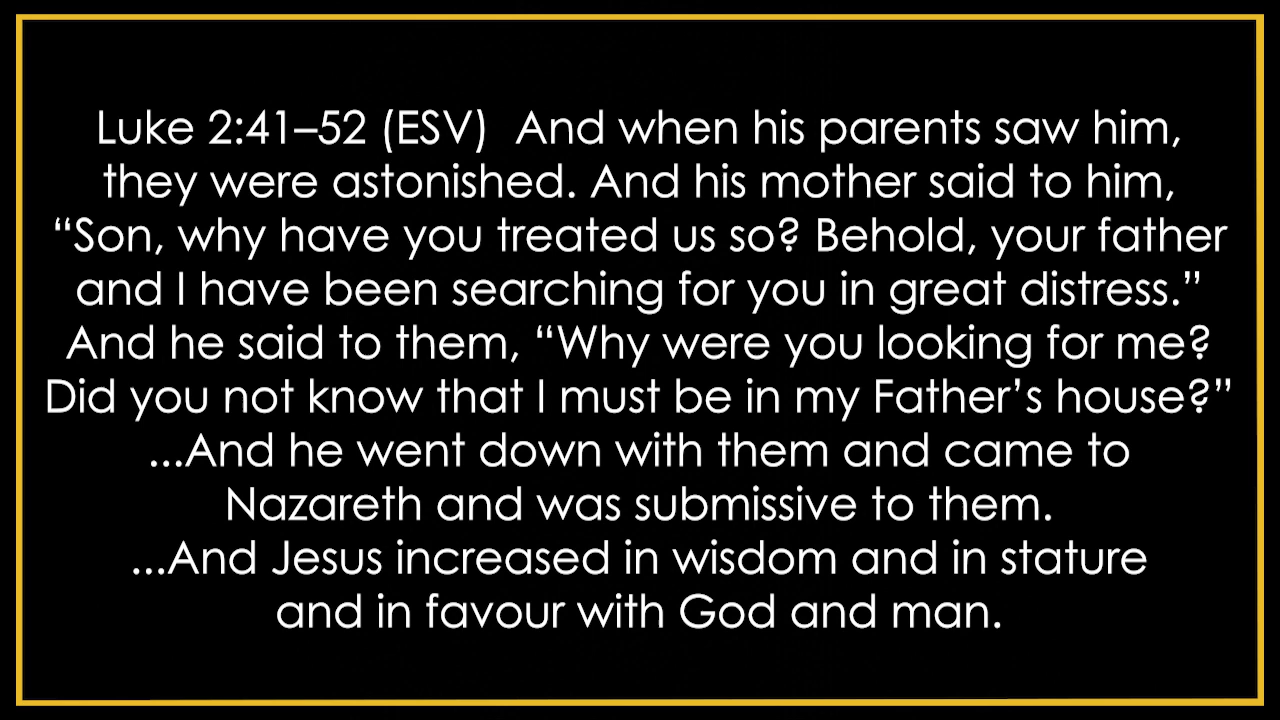 Luke 2:41–52 (ESV)  And when his parents saw him,
they were astonished. And his mother said to him,
“Son, why have you treated us so? Behold, your father
and I have been searching for you in great distress.”
And he said to them, “Why were you looking for me?
Did you not know that I must be in my Father’s house?”
...And he went down with them and came to
Nazareth and was submissive to them.
...And Jesus increased in wisdom and in stature
and in favour with God and man.